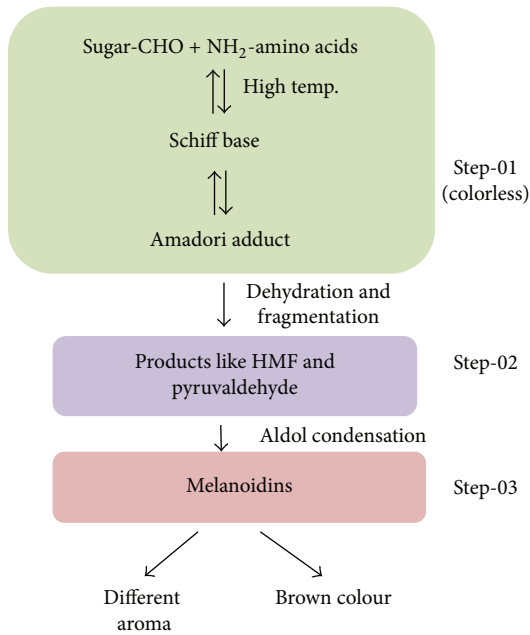 Sugar-CHO + NH₂-amino acids
High temp.
Schiff base
Step-01
(colorless)
Amadori adduct
Dehydration and
fragmentation
Products like HMF and
pyruvaldehyde
Step-02
Aldol condensation
Melanoidins
Step-03
Different
aroma
Brown colour